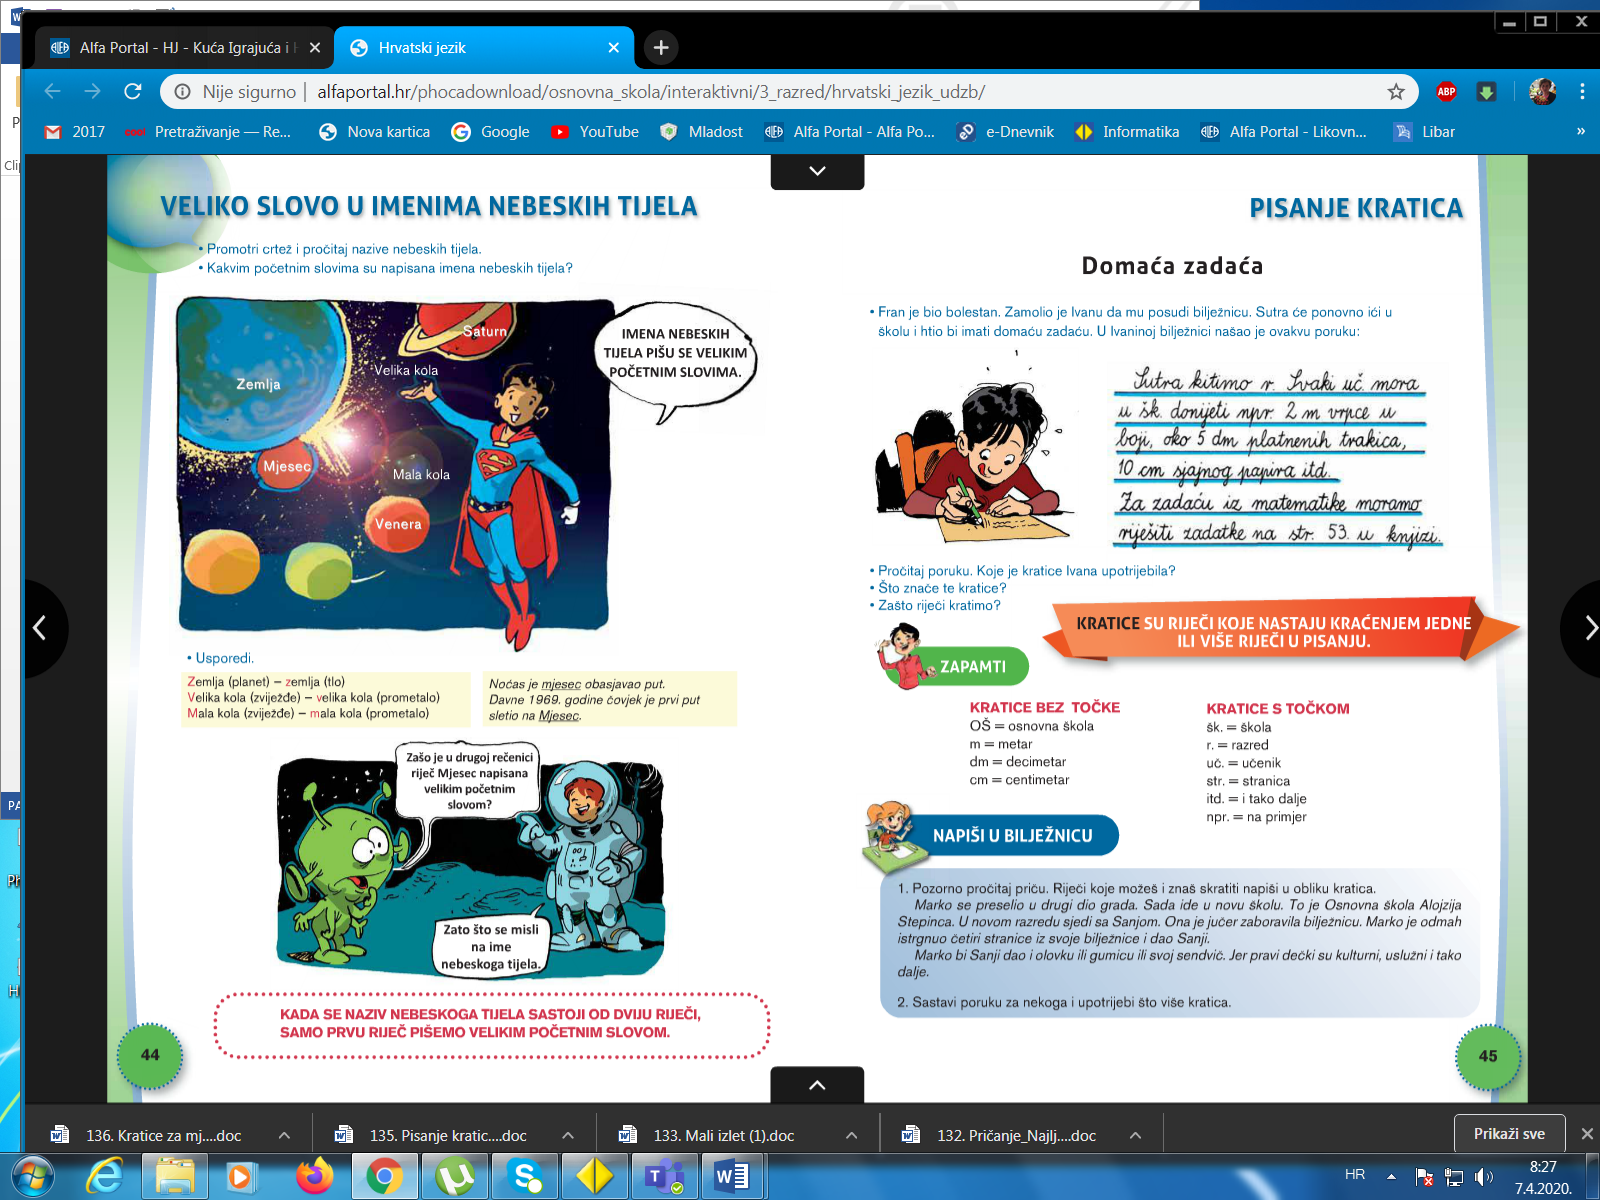 Alfa Portal - HJ - Kuća Igrajuća i H
Hrvatski jezik
Nije sigurno | alfaportal.hr/phocadownload/osnovna_skola/interaktivni/3_razred/hrvatski_jezik_udzb/
ABP
2017
Pretraživanje — Re...
Nova kartica
Google
YouTube
Mladost
Alfa Portal - Alfa Po...
e-Dnevnik
Informatika
Alfa Portal - Likovn...
Libar
»
VELIKO SLOVO U IMENIMA NEBESKIH TIJELA
• Promotri crtež i pročitaj nazive nebeskih tijela.
• Kakvim početnim slovima su napisana imena nebeskih tijela?
Saturn
Velika kola
Zemlja
Mjesec
Mala kola
Venera
IMENA NEBESKIH
TIJELA PIŠU SE VELIKIM
POČETNIM SLOVIMA.
• Usporedi.
Zemlja (planet) – zemlja (tlo)
Velika kola (zviježđe) – velika kola (prometalo)
Mala kola (zviježđe) – mala kola (prometalo)
Noćas je mjesec obasjavao put.
Davne 1969. godine čovjek je prvi put
sletio na Mjesec.
Zašo je u drugoj rečenici
riječ Mjesec napisana
velikim početnim
slovom?
Zato što se misli
na ime
nebeskoga tijela.
KADA SE NAZIV NEBESKOGA TIJELA SASTOJI OD DVIJU RIJEČI,
SAMO PRVU RIJEČ PIŠEMO VELIKIM POČETNIM SLOVOM.
44
PISANJE KRATICA
Domaća zadaća
• Fran je bio bolestan. Zamolio je Ivanu da mu posudi bilježnicu. Sutra će ponovno ići u
školu i htio bi imati domaću zadaću. U Ivaninoj bilježnici našao je ovakvu poruku:
Sutra kitimo r. Svaki uč mora
u šk. donijeti npr. 2 m vrpce u
boji, oko 5 dm platnenih trakica,
10 cm sjajnog papira itd.
Za zadaću iz matematike moramo
riješiti zadatke na str. 53. u knjizi.
• Pročitaj poruku. Koje je kratice Ivana upotrijebila?
• Što znače te kratice?
• Zašto riječi kratimo?
KRATICE SU RIJEČI KOJE NASTAJU KRAĆENJEM JEDNE
ILI VIŠE RIJEČI U PISANJU.
ZAPAMTI
KRATICE BEZ TOČKE
OŠ = osnovna škola
m = metar
dm = decimetar
cm = centimetar
KRATICE S TOČKOM
šk. = škola
r. = razred
uč. = učenik
str. = stranica
itd. = i tako dalje
npr. = na primjer
NAPIŠI U BILJEŽNICU
1. Pozorno pročitaj priču. Riječi koje možeš i znaš skratiti napiši u obliku kratica.
Marko se preselio u drugi dio grada. Sada ide u novu školu. To je Osnovna škola Alojzija
Stepinca. U novom razredu sjedi sa Sanjom. Ona je jučer zaboravila bilježnicu. Marko je odmah
istrgnuo četiri stranice iz svoje bilježnice i dao Sanji.
Marko bi Sanji dao i olovku ili gumicu ili svoj sendvič. Jer pravi dečki su kulturni, uslužni i tako
dalje.
2. Sastavi poruku za nekoga i upotrijebi što više kratica.
45
136. Kratice za mj....doc
135. Pisanje kratic....doc
133. Mali izlet (1).doc
132. Pričanje_Najlj....doc
Prikaži sve
HR
8:27
7.4.2020.